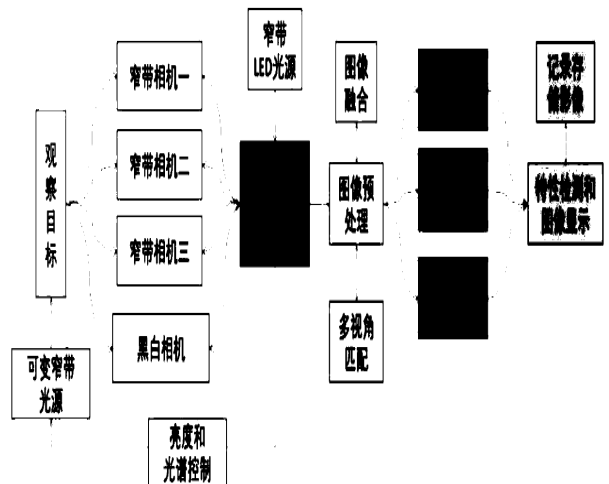 观
察
目
标
可变窄带
光源
窄带相机一
窄带相机二
窄带相机三
黑白相机
亮度和
光谱控制
窄带
LED光源
图像
融合
图像预
处理
多视角
匹配
记录存
储影像
特性检测和
图像显示